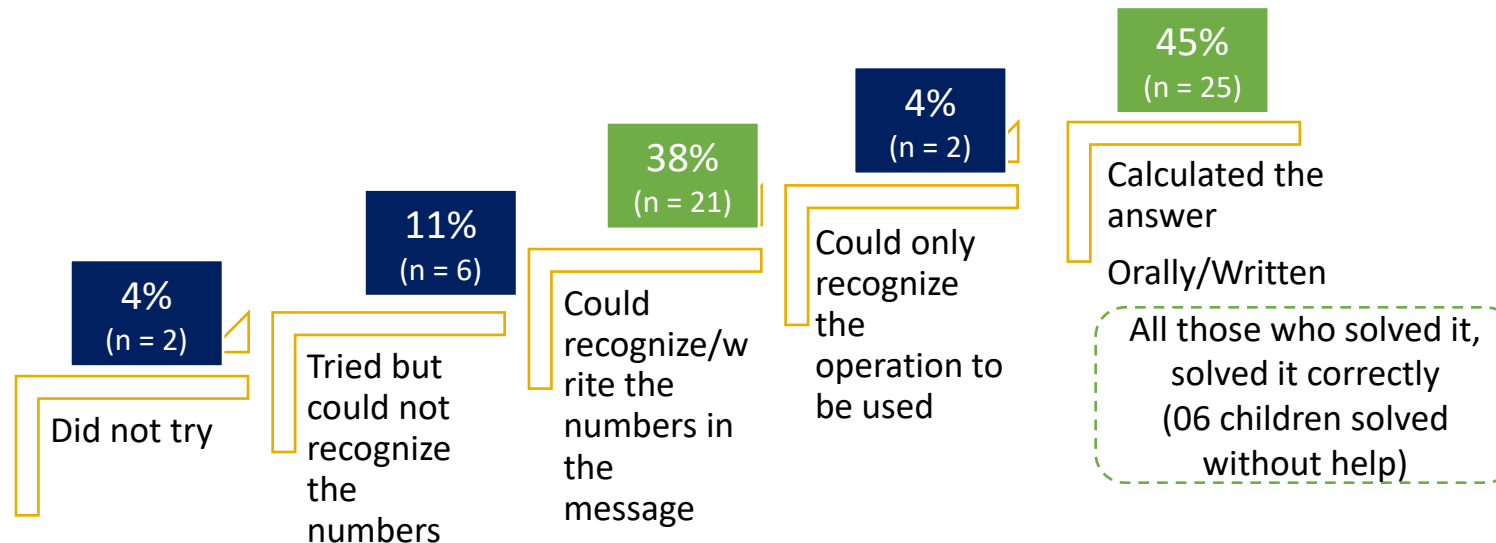 4%
(n = 2)
Did not try
11%
(n = 6)
Tried but
could not
recognize
the
numbers
38%
(n = 21)
Could
recognize/w
rite the
numbers in
the
message
4%
(n = 2)
Could only
recognize
the
operation to
be used
45%
(n = 25)
Calculated the
answer
Orally/Written
All those who solved it,
solved it correctly
(06 children solved
without help)